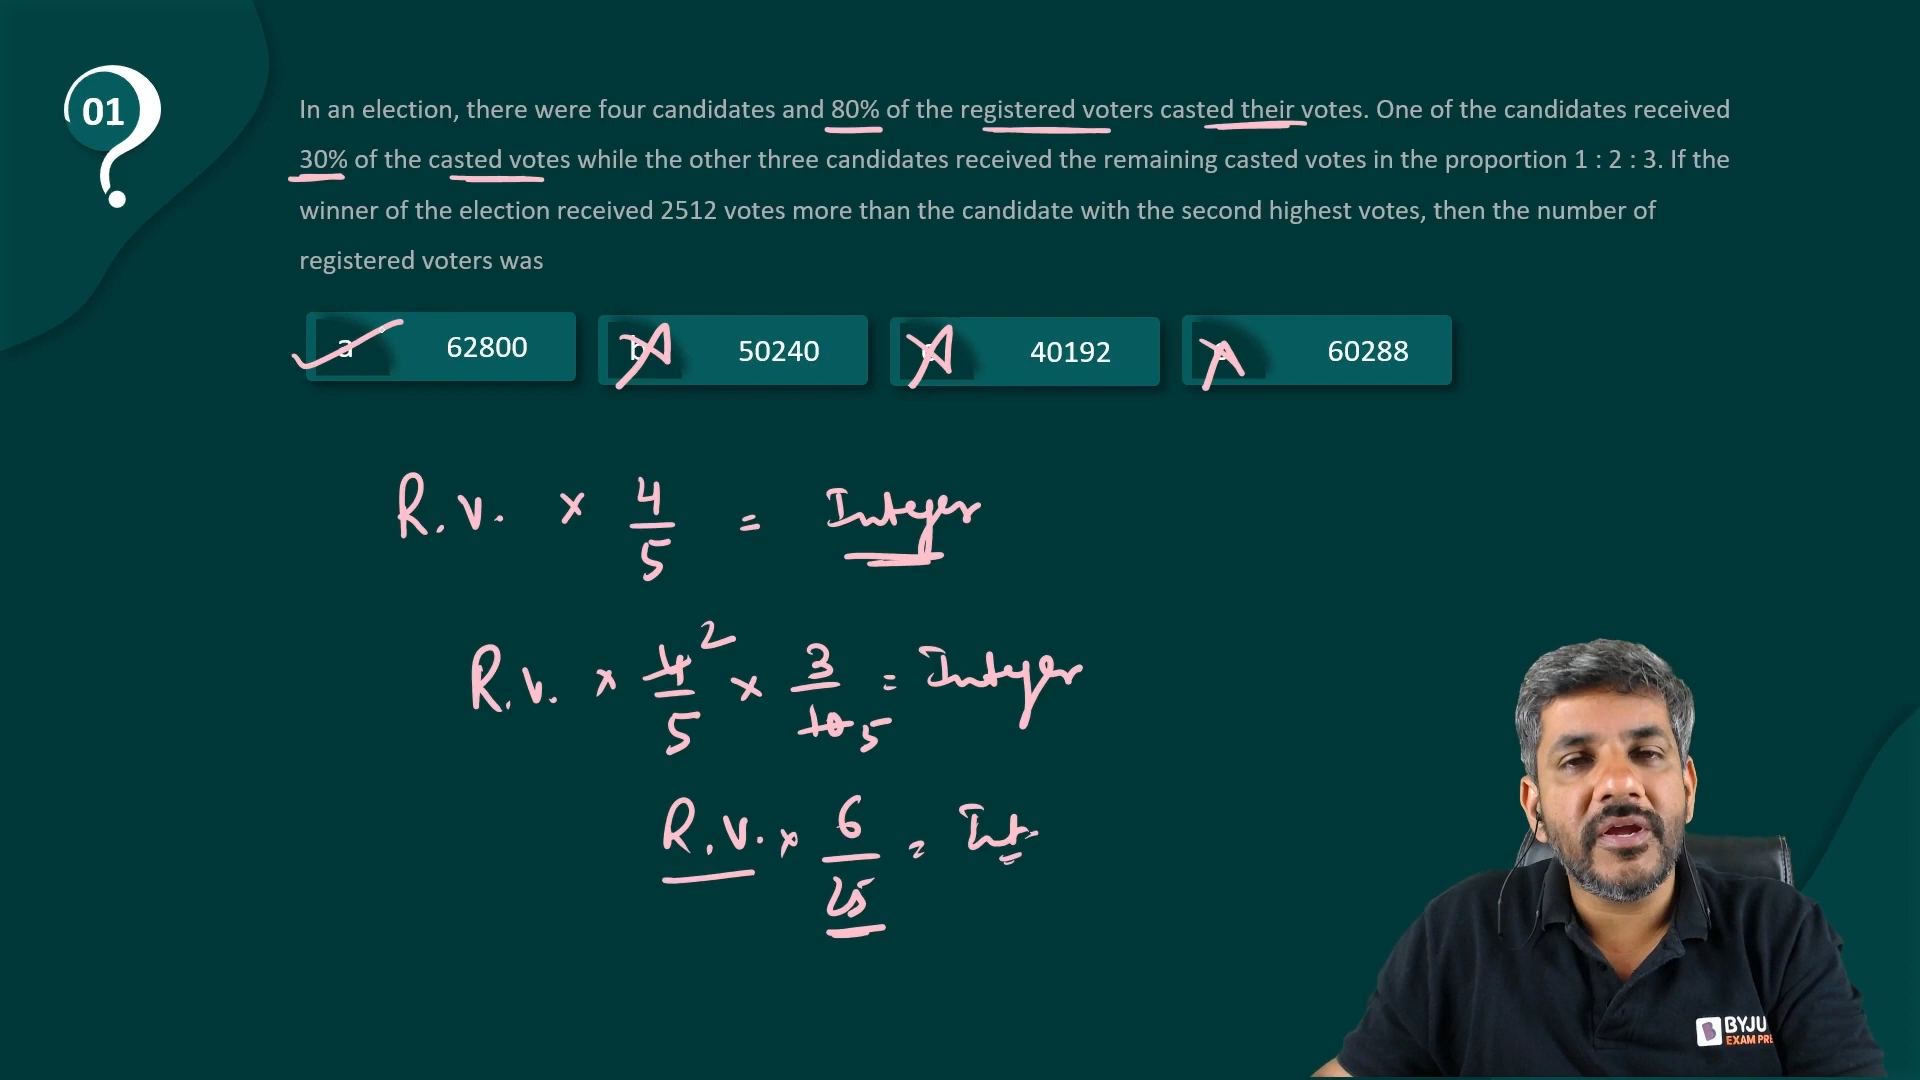 01
In an election, there were four candidates and 80% of the registered voters casted their votes. One of the candidates received
30% of the casted votes while the other three candidates received the remaining casted votes in the proportion 1 : 2 : 3. If the
winner of the election received 2512 votes more than the candidate with the second highest votes, then the number of
registered voters was
a 62800
b 50240
40192
60288
R.V. × 4/5 = Integer
R.V. × 4/5 2 × 3/10 5 = Integer
R.V. × 6/25 = Int
BYJU
EXAM PRE